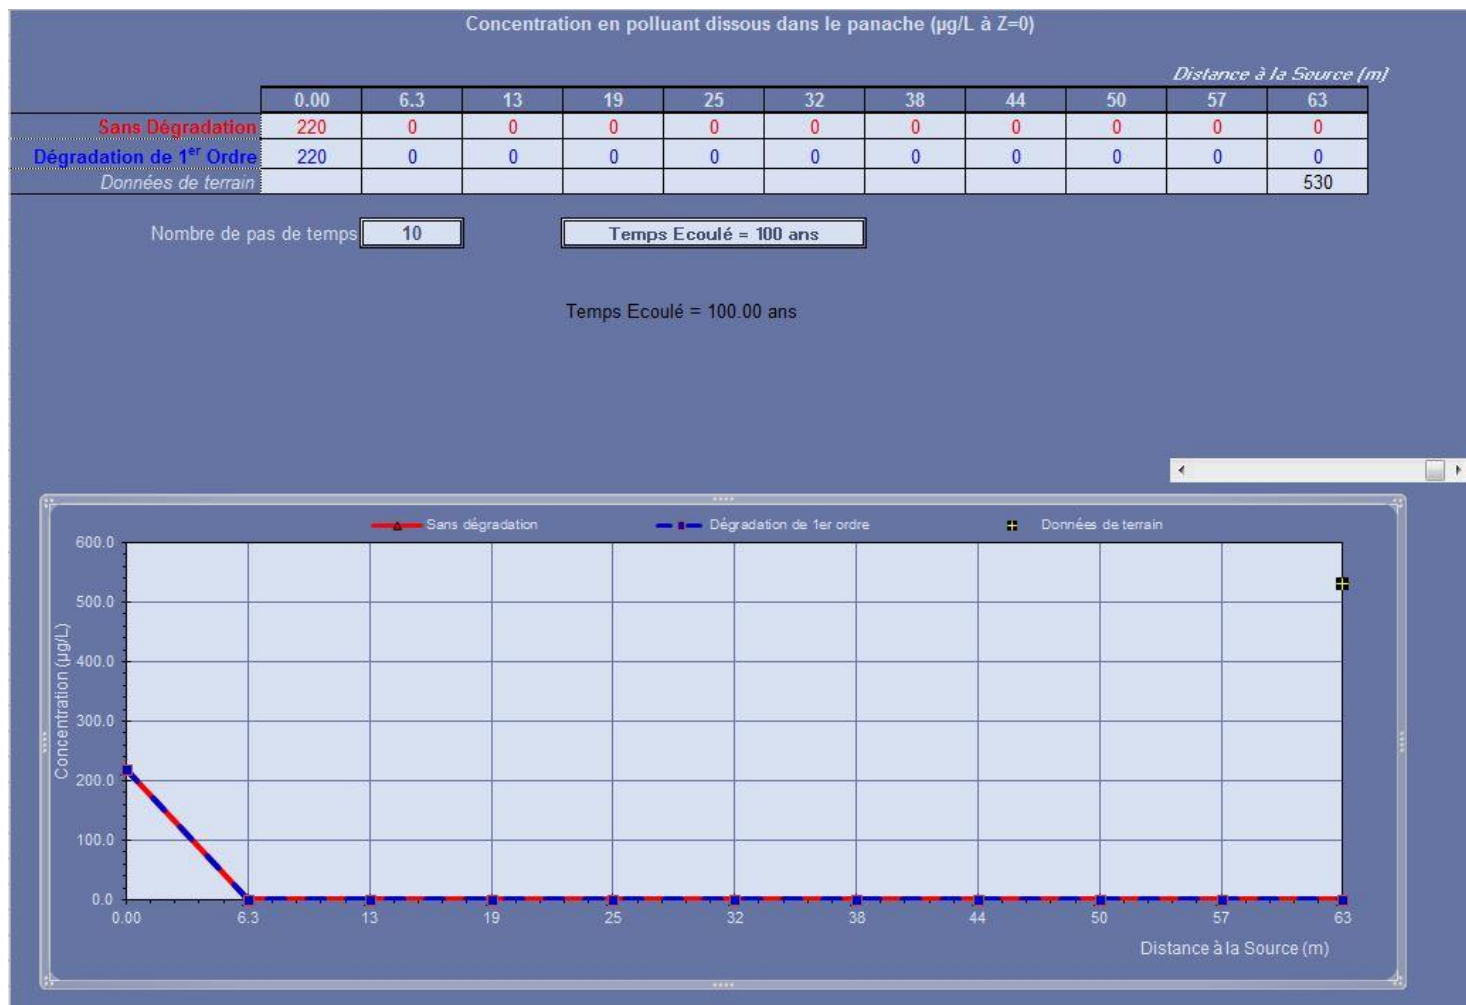 Concentration en polluant dissous dans le panache (µg/L à Z=0)
Distance à la Source (m)
0.00 6.3 13 19 25 32 38 44 50 57 63
Sans Dégradation 220 0 0 0 0 0 0 0 0 0 0
Dégradation de 1er Ordre 220 0 0 0 0 0 0 0 0 0 0
Données de terrain 530
Nombre de pas de temps 10 Temps Ecoulé = 100 ans
Temps Ecoulé = 100.00 ans
Sans dégradation Dégradation de 1er ordre Données de terrain
600.0
500.0
400.0
300.0
200.0
100.0
0.0
Concentration (µg/L)
0.00 6.3 13 19 25 32 38 44 50 57 63
Distance à la Source (m)